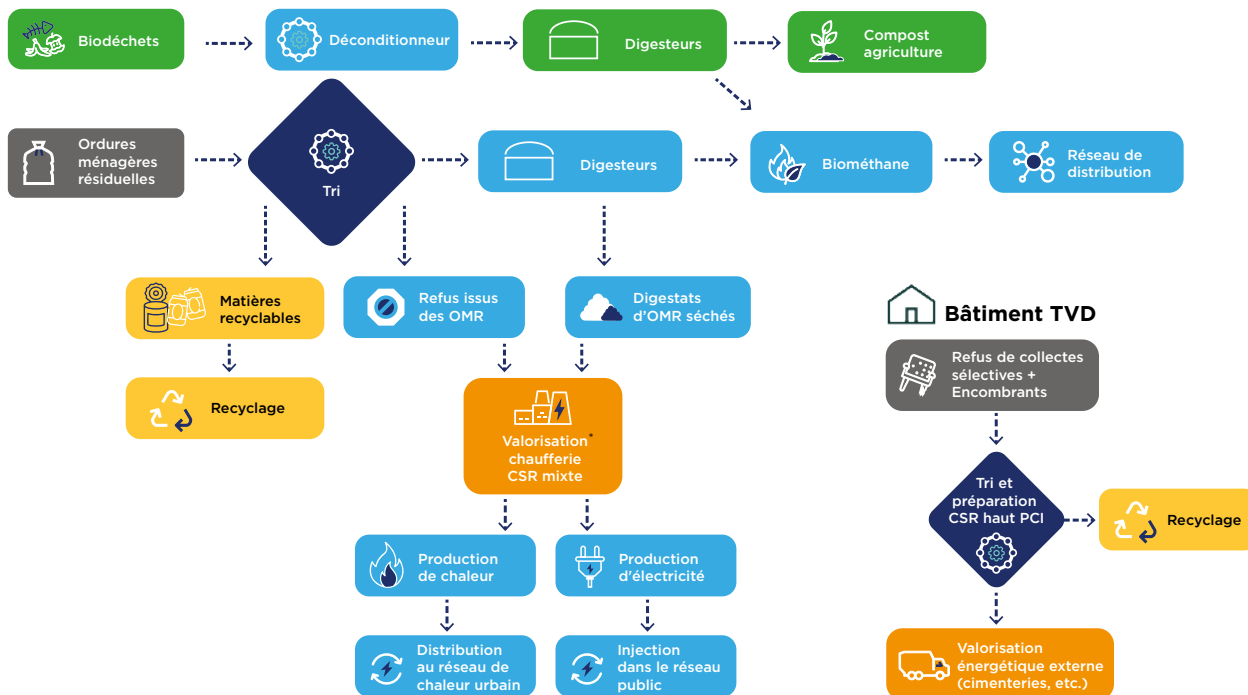 Biodéchets
Déconditionneur
Digesteurs
Compost
agriculture
Ordures
ménagères
résiduelles
Tri
Digesteurs
Biométhane
Réseau de
distribution
Matières
recyclables
Refus issus
des OMR
Digestats
d'OMR séchés
Bâtiment TVD
Refus de collectes
sélectives +
Encombrants
Recyclage
Valorisation*
chaufferie
CSR mixte
Tri et
préparation
CSR haut PCI
Recyclage
Production
de chaleur
Production
d'électricité
Distribution
au réseau de
chaleur urbain
Injection
dans le réseau
public
Valorisation
énergétique externe
(cimenteries, etc.)